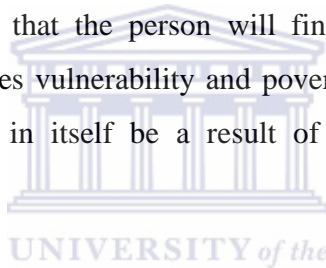 that the person will fin
es vulnerability and pover
in itself be a result of
UNIVERSITY of the